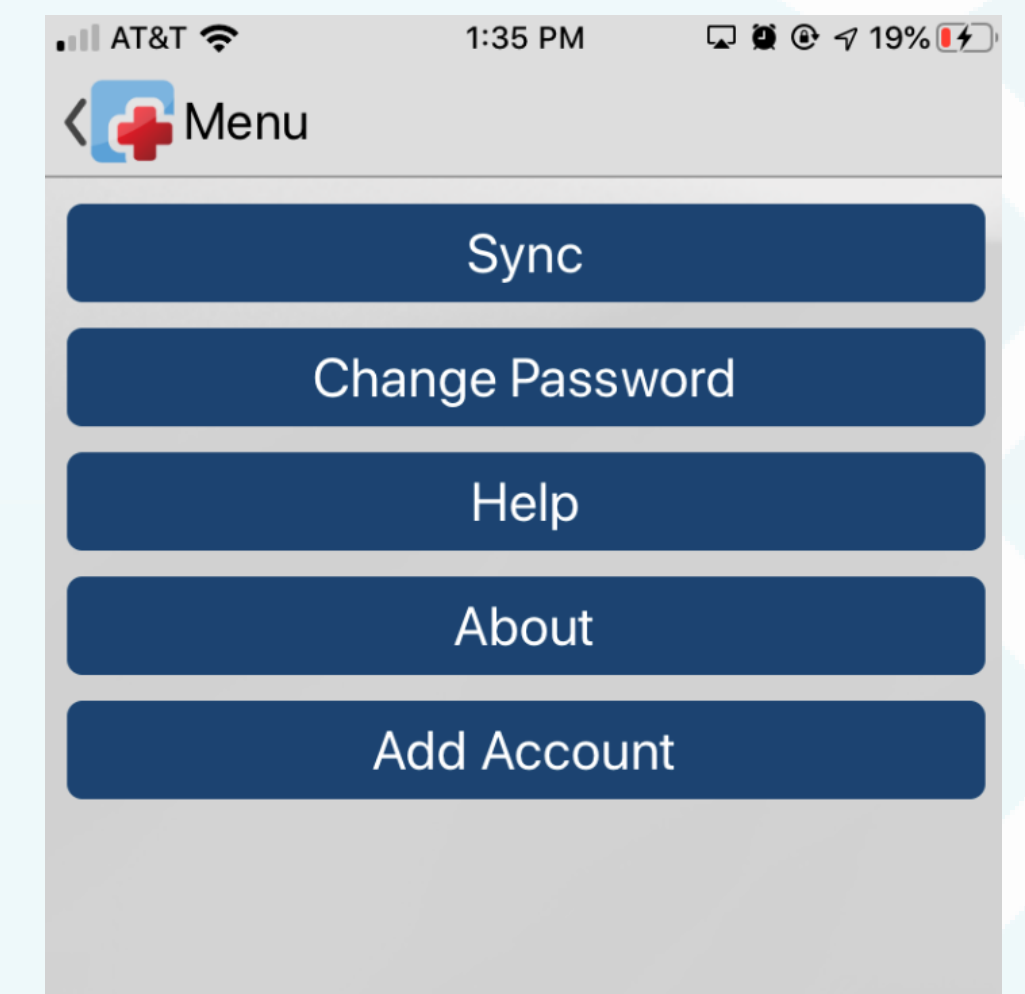 AT&T 1:35 PM 19%
Menu
Sync
Change Password
Help
About
Add Account